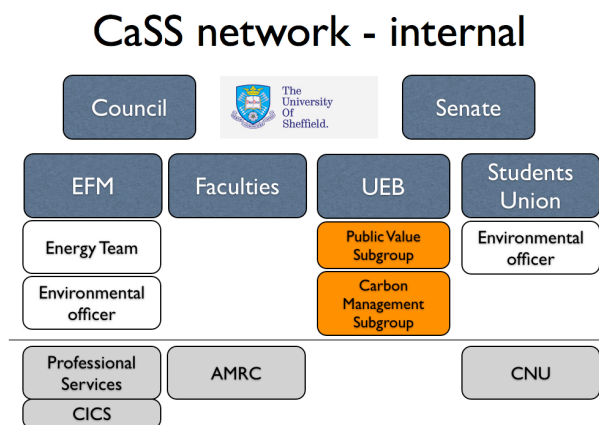 CaSS network - internal
Council
The
University
Of
Sheffield.
Senate
EFM
Faculties
UEB
Students
Union
Energy Team
Public Value
Subgroup
Environmental
officer
Environmental
officer
Carbon
Management
Subgroup
Professional
Services
AMRC
CNU
CICS